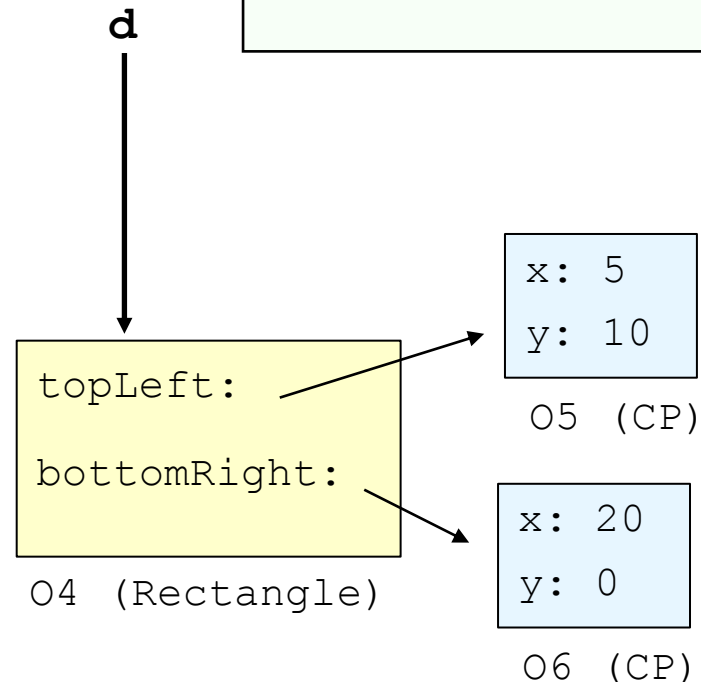 d
x: 5
y: 10
O5 (CP)
topLeft:
bottomRight:
O4 (Rectangle)
x: 20
y: 0
O6 (CP)